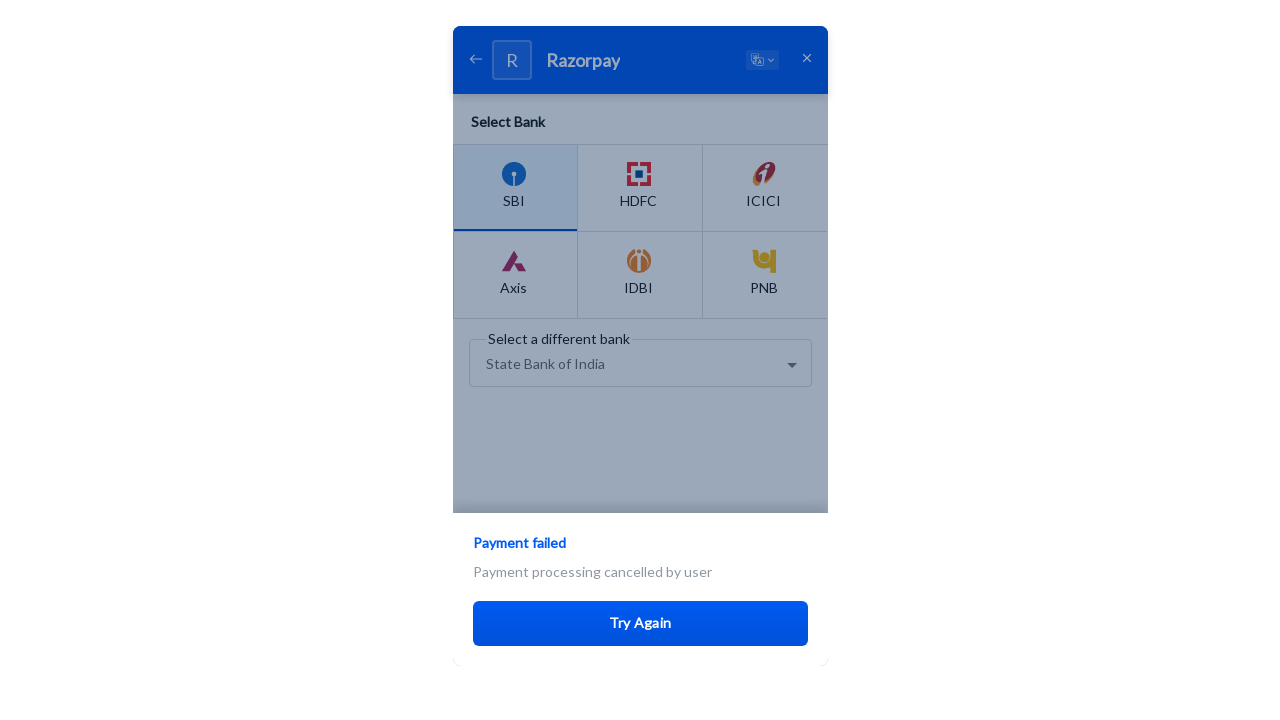 R
Razorpay
Select Bank
SBI
HDFC
ICICI
Axis
IDBI
PNB
Select a different bank
State Bank of India
Payment failed
Payment processing cancelled by user
Try Again